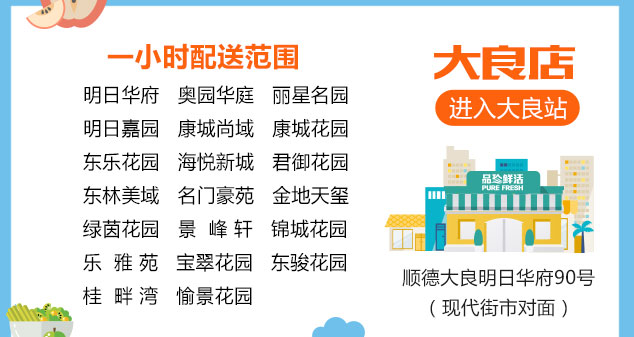 一小时配送范围
明日华府 奥园华庭 丽星名园
明日嘉园 康城尚域 康城花园
东乐花园 海悦新城 君御花园
东林美域 名门豪苑 金地天玺
绿茵花园 景峰轩 锦城花园
乐雅苑 宝翠花园 东骏花园
桂畔湾 愉景花园
大良店
进入大良站
品珍鲜活
PURE FRESH
顺德大良明日华府90号
（现代街市对面）